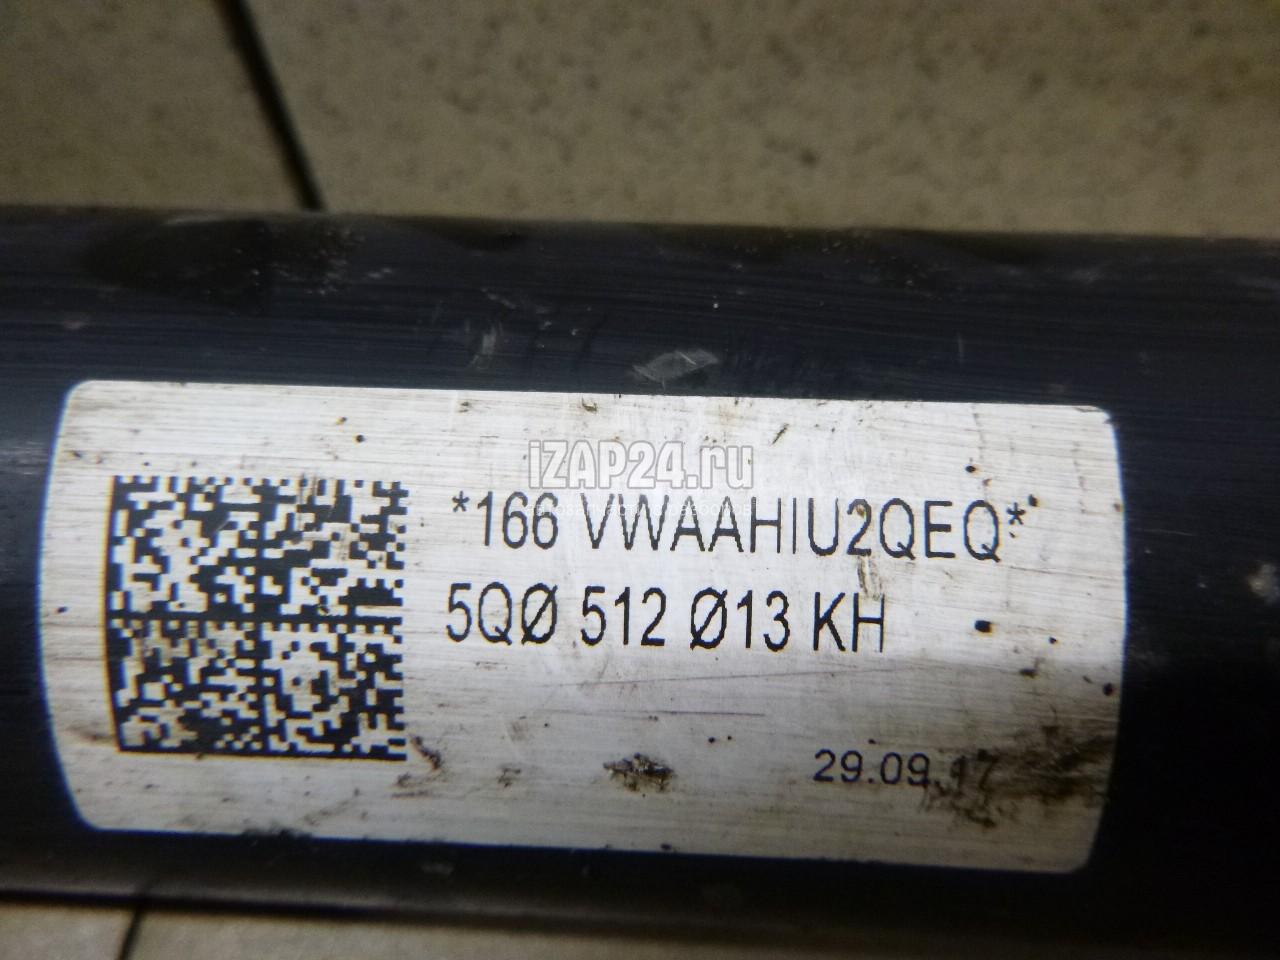 iZAP24.ru
*166 VWAAHIU2QEQ*
5QØ 512 Ø13 KH
29.09.17